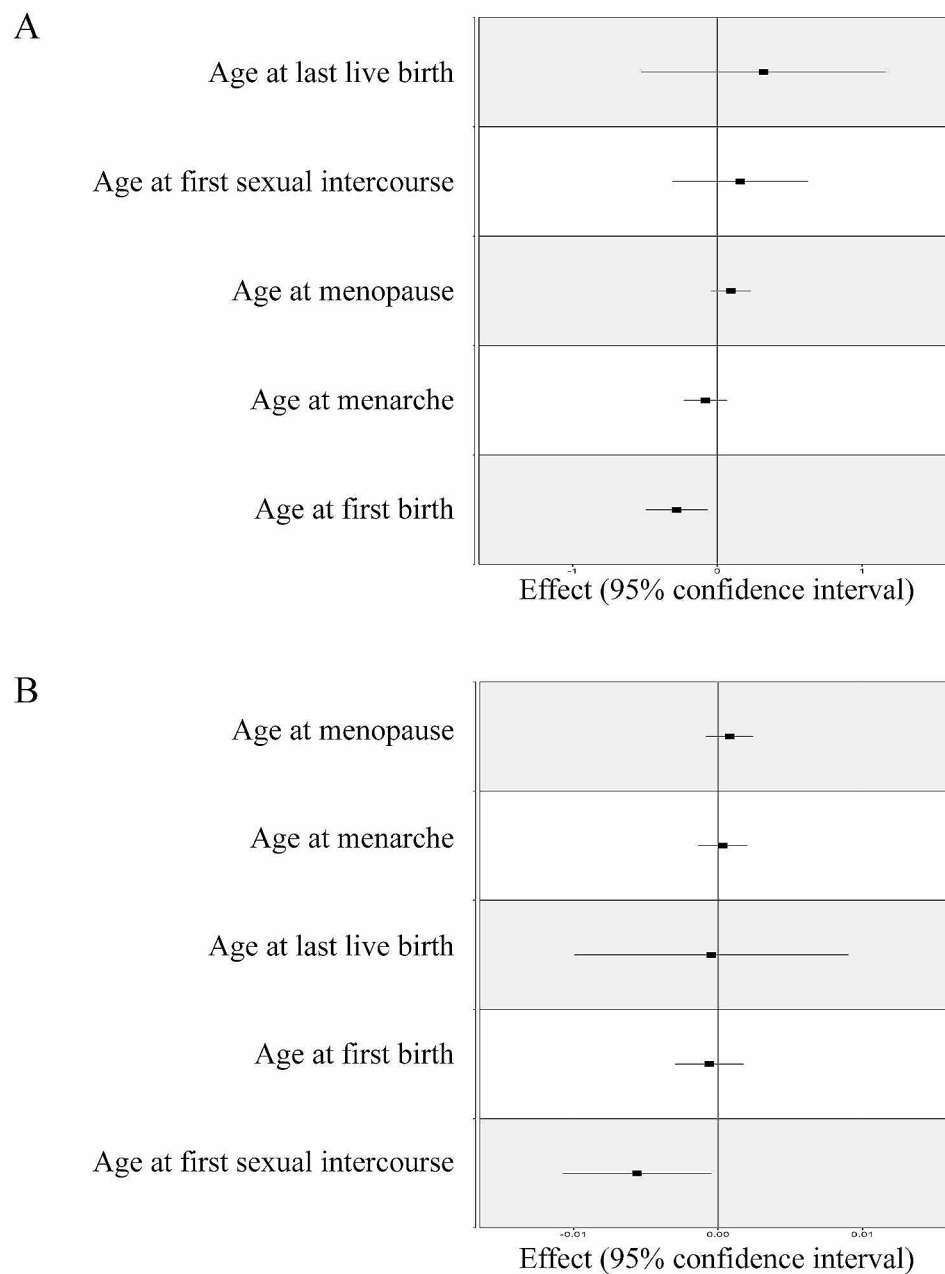 A
Age at last live birth
Age at first sexual intercourse
Age at menopause
Age at menarche
Age at first birth
-1 0 1
Effect (95% confidence interval)
B
Age at menopause
Age at menarche
Age at last live birth
Age at first birth
Age at first sexual intercourse
-0.01 0.00 0.01
Effect (95% confidence interval)